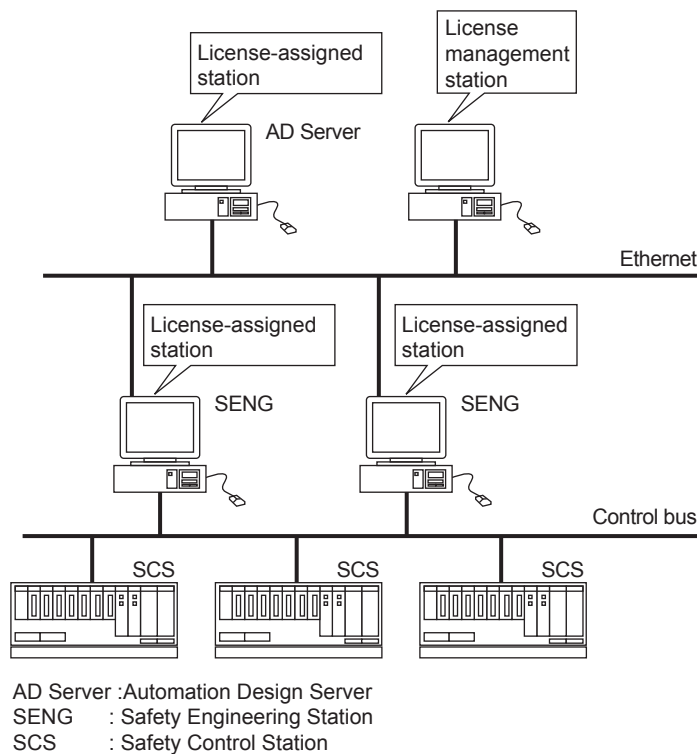 License-assigned
station
License
management
station
AD Server
Ethernet
License-assigned
station
License-assigned
station
SENG
SENG
Control bus
SCS
SCS
SCS
AD Server :Automation Design Server
SENG : Safety Engineering Station
SCS : Safety Control Station